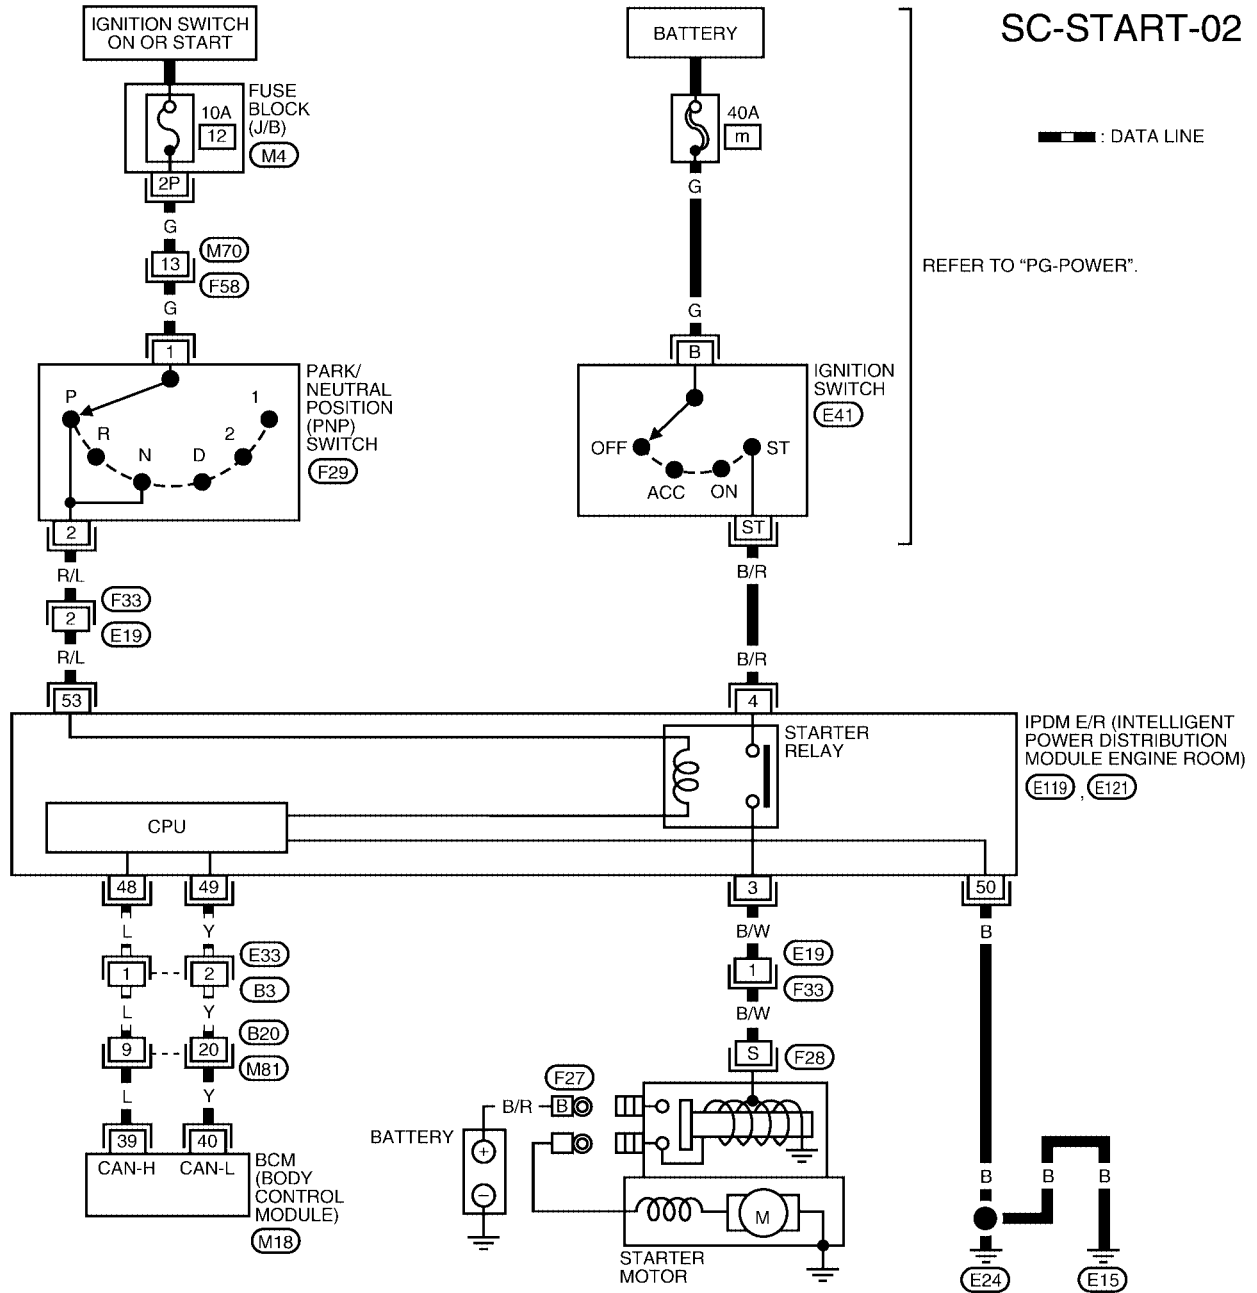 SC-START-02
IGNITION SWITCH
ON OR START
BATTERY
FUSE
BLOCK
(J/B)
M4
10A
12
40A
m
: DATA LINE
2P
G
G
M70
13
F58
REFER TO “PG-POWER”.
G
G
1
B
PARK/
NEUTRAL
POSITION
(PNP)
SWITCH
F29
P
R
N
D
2
1
IGNITION
SWITCH
E41
OFF
ACC
ON
ST
2
ST
R/L
B/R
F33
2
E19
R/L
B/R
53
4
STARTER
RELAY
IPDM E/R (INTELLIGENT
POWER DISTRIBUTION
MODULE ENGINE ROOM)
E119 , E121
CPU
48
49
3
50
L
Y
B/W
B
E33
1
2
B3
E19
1
F33
L
Y
B/W
B20
9
20
M81
S
F28
L
Y
F27
B/R
B
39
40
CAN-H
CAN-L
BCM
(BODY
CONTROL
MODULE)
M18
BATTERY
+
−
M
STARTER
MOTOR
B
B
B
E24
E15